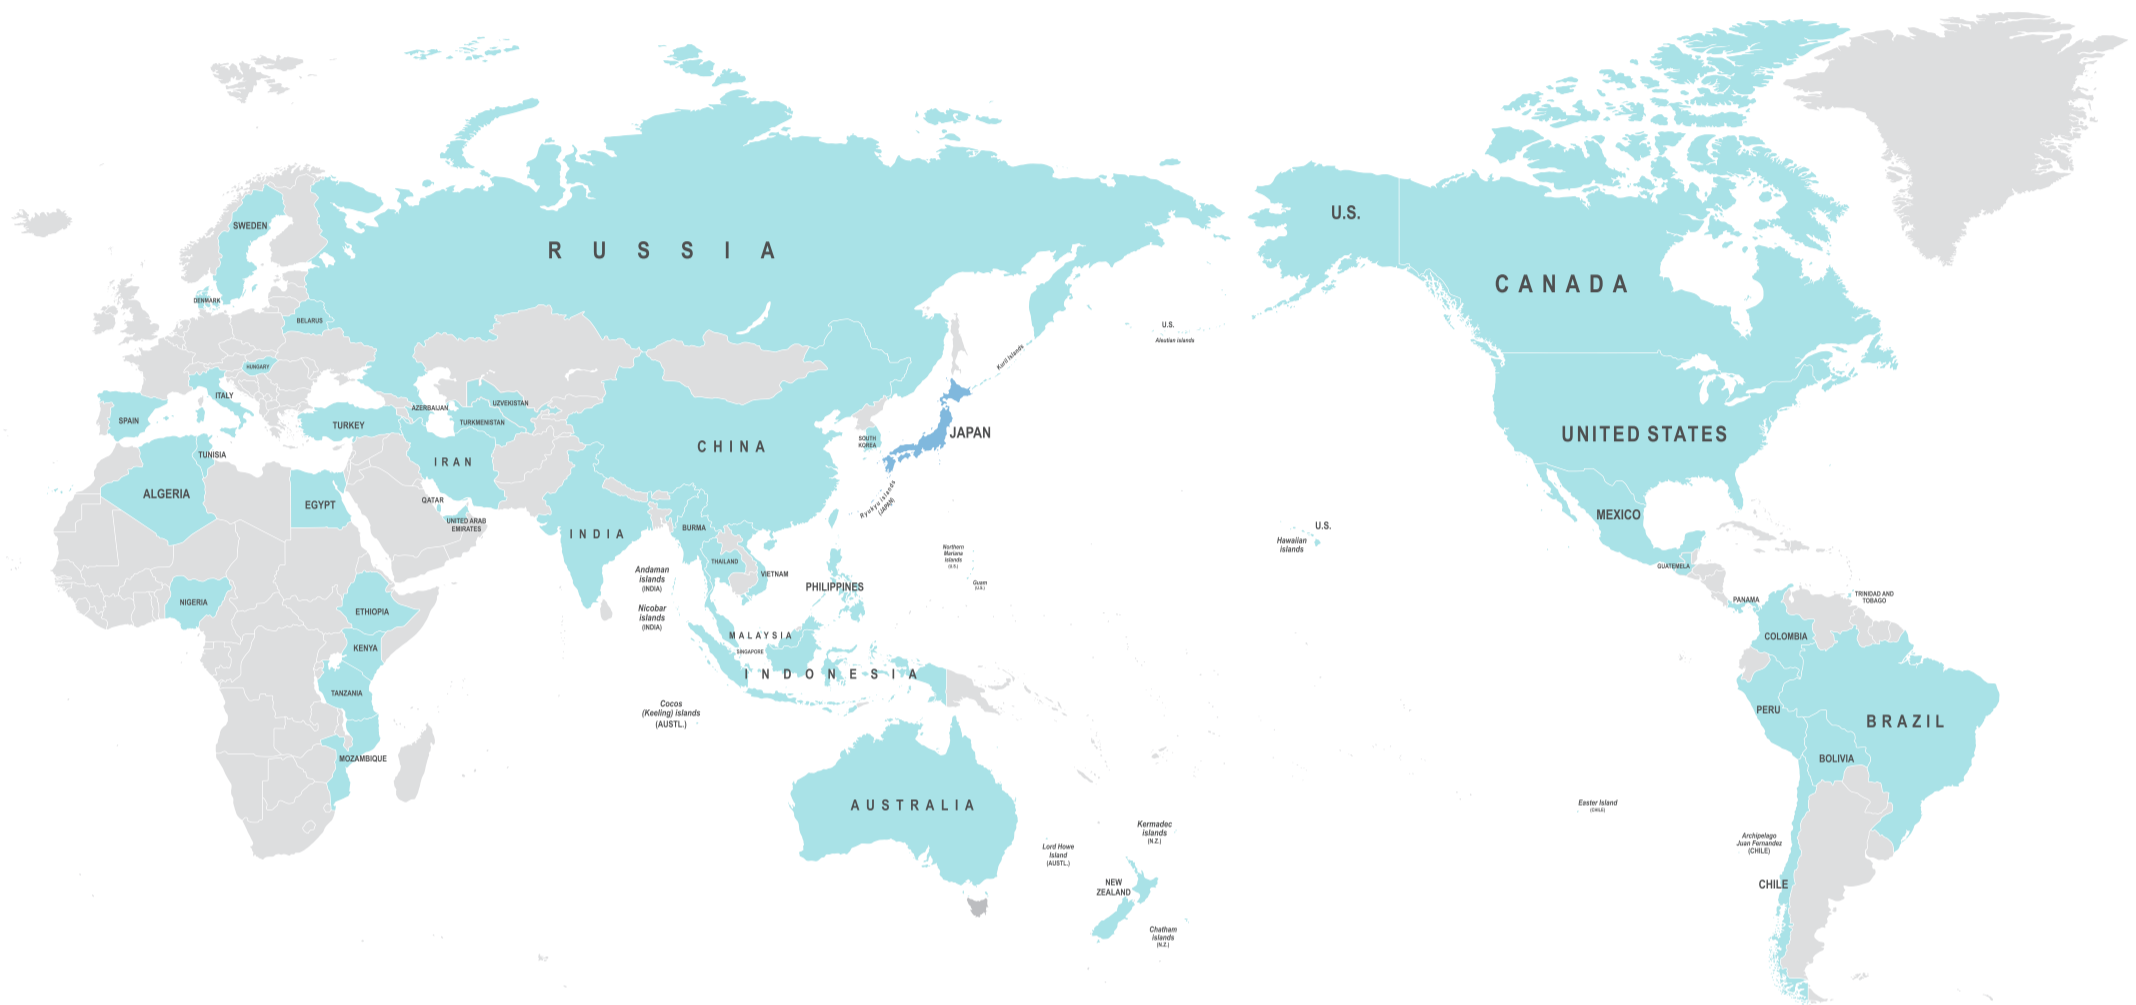 SWEDEN
DENMARK
BELARUS
HUNGARY
ITALY
SPAIN
TURKEY
AZERBAIJAN
UZVEKISTAN
TURKMENISTAN
TUNISIA
ALGERIA
EGYPT
IRAN
QATAR
UNITED ARAB
EMIRATES
NIGERIA
ETHIOPIA
KENYA
TANZANIA
MOZAMBIQUE
RUSSIA
CHINA
SOUTH
KOREA
JAPAN
Kuril Islands
Ryukyu Islands
(JAPAN)
INDIA
BURMA
THAILAND
VIETNAM
Andaman
islands
(INDIA)
Nicobar
islands
(INDIA)
PHILIPPINES
MALAYSIA
SINGAPORE
INDONESIA
Cocos
(Keeling) islands
(AUSTL.)
Northern
Mariana
Islands
(U.S.)
Guam
(U.S.)
AUSTRALIA
Lord Howe
Island
(AUSTL.)
Kermadec
islands
(N.Z.)
NEW
ZEALAND
Chatham
islands
(N.Z.)
U.S.
Aleutian Islands
U.S.
Hawaiian
islands
U.S.
CANADA
UNITED STATES
MEXICO
GUATEMELA
PANAMA
TRINIDAD AND
TOBAGO
COLOMBIA
PERU
BRAZIL
BOLIVIA
Easter Island
(CHILE)
Archipelago
Juan Fernandez
(CHILE)
CHILE